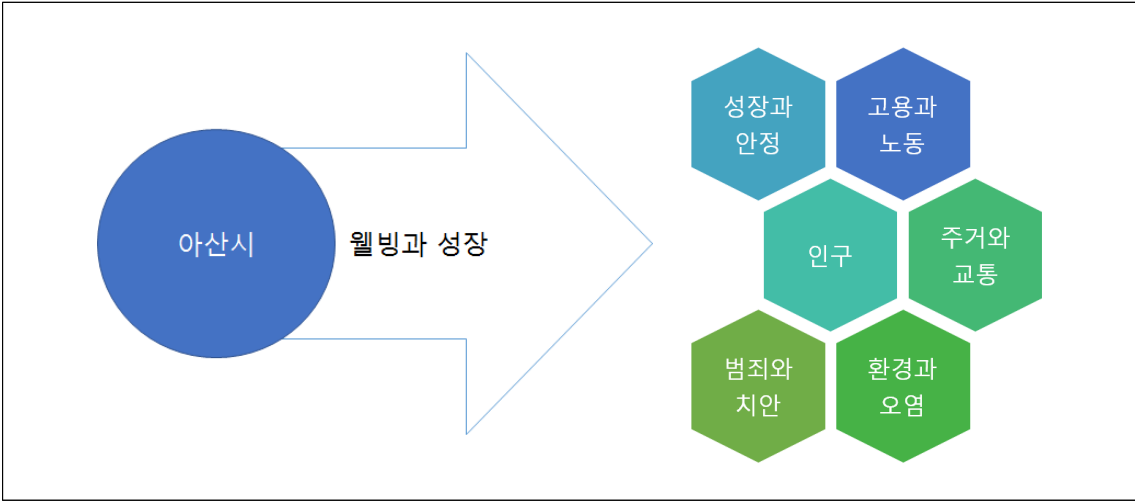 아산시
웰빙과 성장
성장과
안정
고용과
노동
인구
주거와
교통
범죄와
치안
환경과
오염